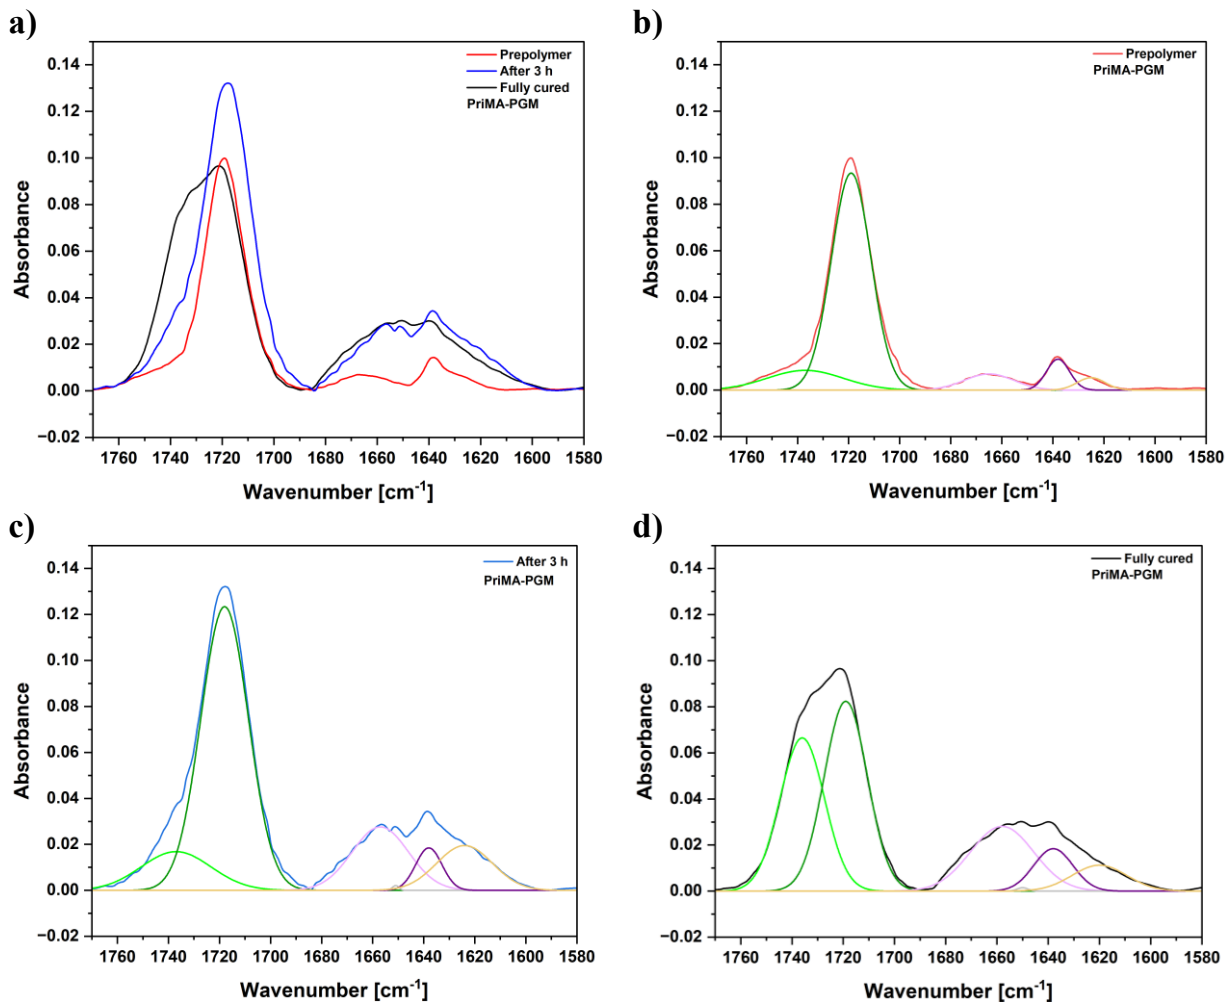 a)
Prepolymer
After 3 h
Fully cured
PriMA-PGM
0.14
0.12
0.10
0.08
0.06
0.04
0.02
0.00
−0.02
Absorbance
1760 1740 1720 1700 1680 1660 1640 1620 1600 1580
Wavenumber [cm-1]
b)
Prepolymer
PriMA-PGM
0.14
0.12
0.10
0.08
0.06
0.04
0.02
0.00
−0.02
Absorbance
1760 1740 1720 1700 1680 1660 1640 1620 1600 1580
Wavenumber [cm-1]
c)
After 3 h
PriMA-PGM
0.14
0.12
0.10
0.08
0.06
0.04
0.02
0.00
−0.02
Absorbance
1760 1740 1720 1700 1680 1660 1640 1620 1600 1580
Wavenumber [cm-1]
d)
Fully cured
PriMA-PGM
0.14
0.12
0.10
0.08
0.06
0.04
0.02
0.00
−0.02
Absorbance
1760 1740 1720 1700 1680 1660 1640 1620 1600 1580
Wavenumber [cm-1]